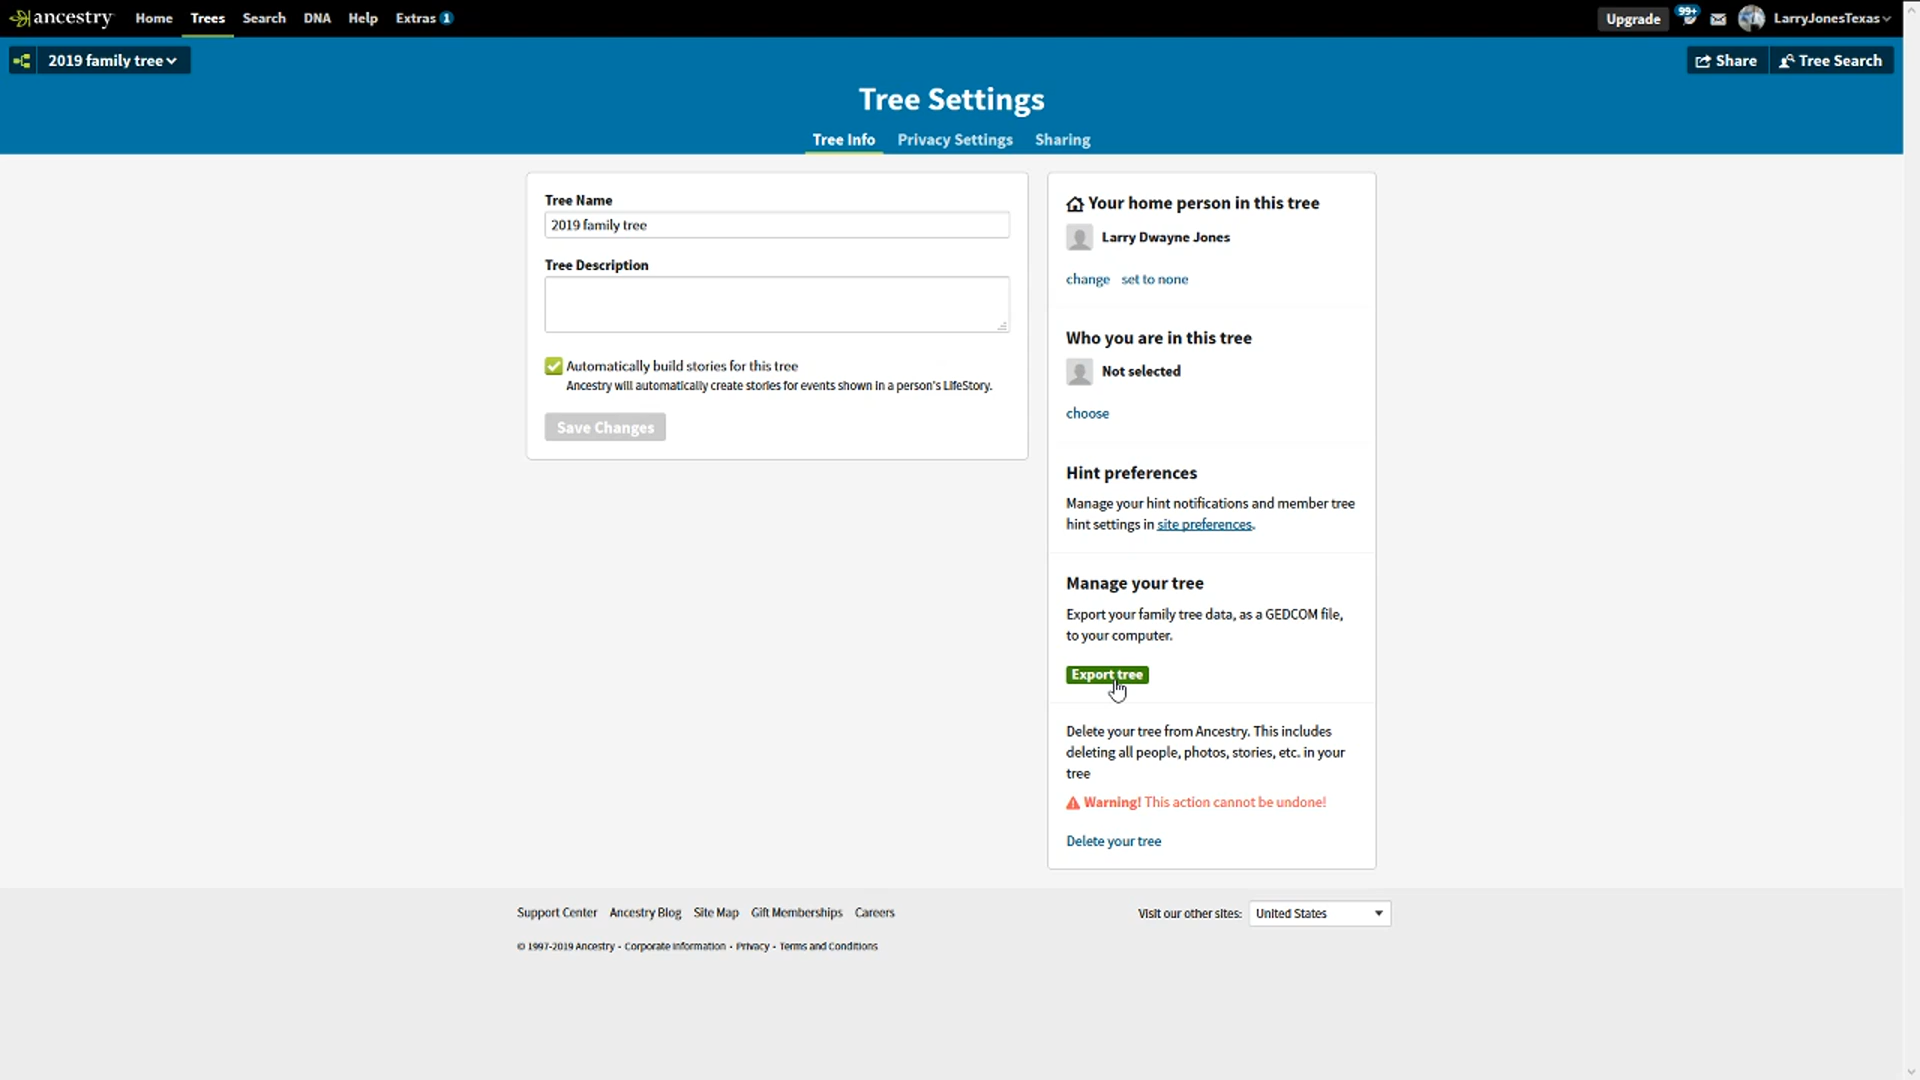 ancestry Home Trees Search DNA Help Extras 1 Upgrade 99+ LarryJonesTexas
2019 family tree Share Tree Search
Tree Settings
Tree Info Privacy Settings Sharing
Tree Name
2019 family tree
Tree Description
Automatically build stories for this tree
Ancestry will automatically create stories for events shown in a person's LifeStory.
Save Changes
Your home person in this tree
Larry Dwayne Jones
change set to none
Who you are in this tree
Not selected
choose
Hint preferences
Manage your hint notifications and member tree
hint settings in site preferences.
Manage your tree
Export your family tree data, as a GEDCOM file,
to your computer.
Export tree
Delete your tree from Ancestry. This includes
deleting all people, photos, stories, etc. in your
tree
Warning! This action cannot be undone!
Delete your tree
Support Center Ancestry Blog Site Map Gift Memberships Careers
Visit our other sites: United States
© 1997-2019 Ancestry - Corporate Information - Privacy - Terms and Conditions